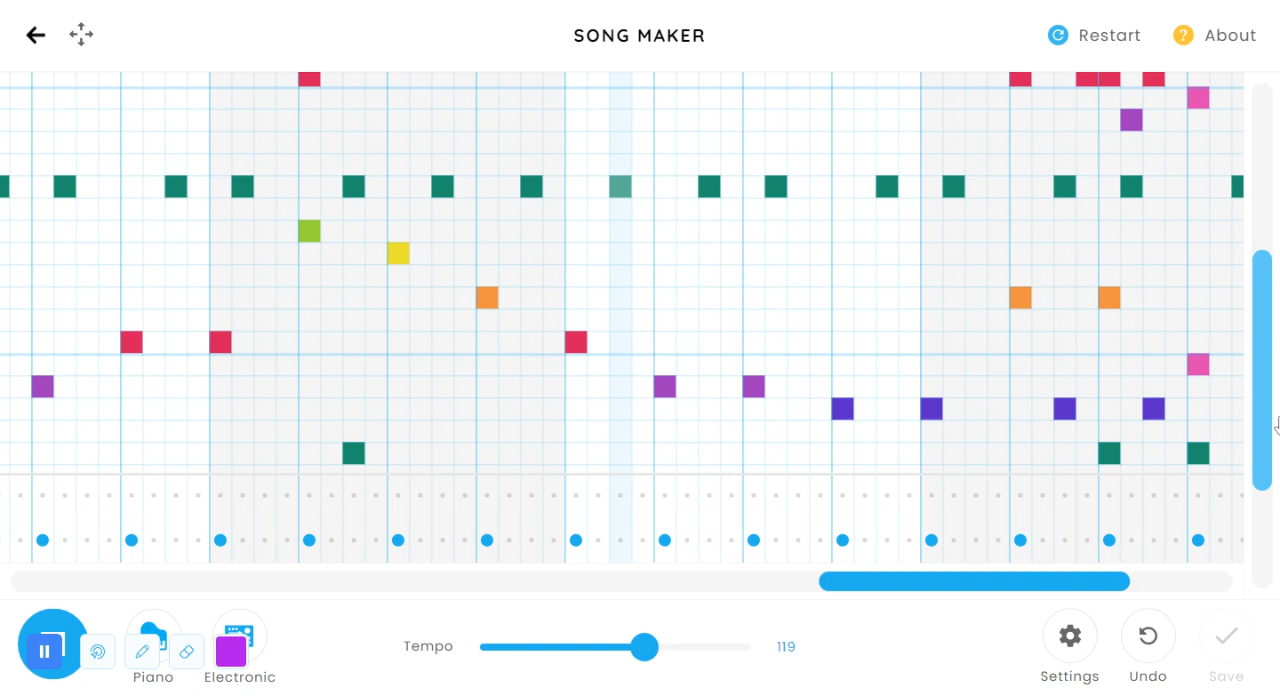 SONG MAKER
Restart
? About
Piano
Electronic
Tempo
119
Settings
Undo
Save